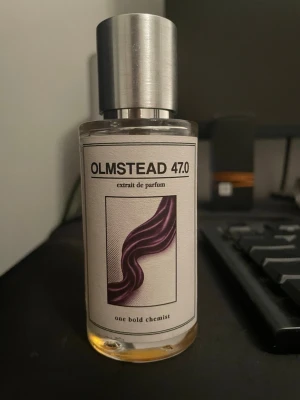 OLMSTEAD 47.0
extrait de parfum
one bold chemist